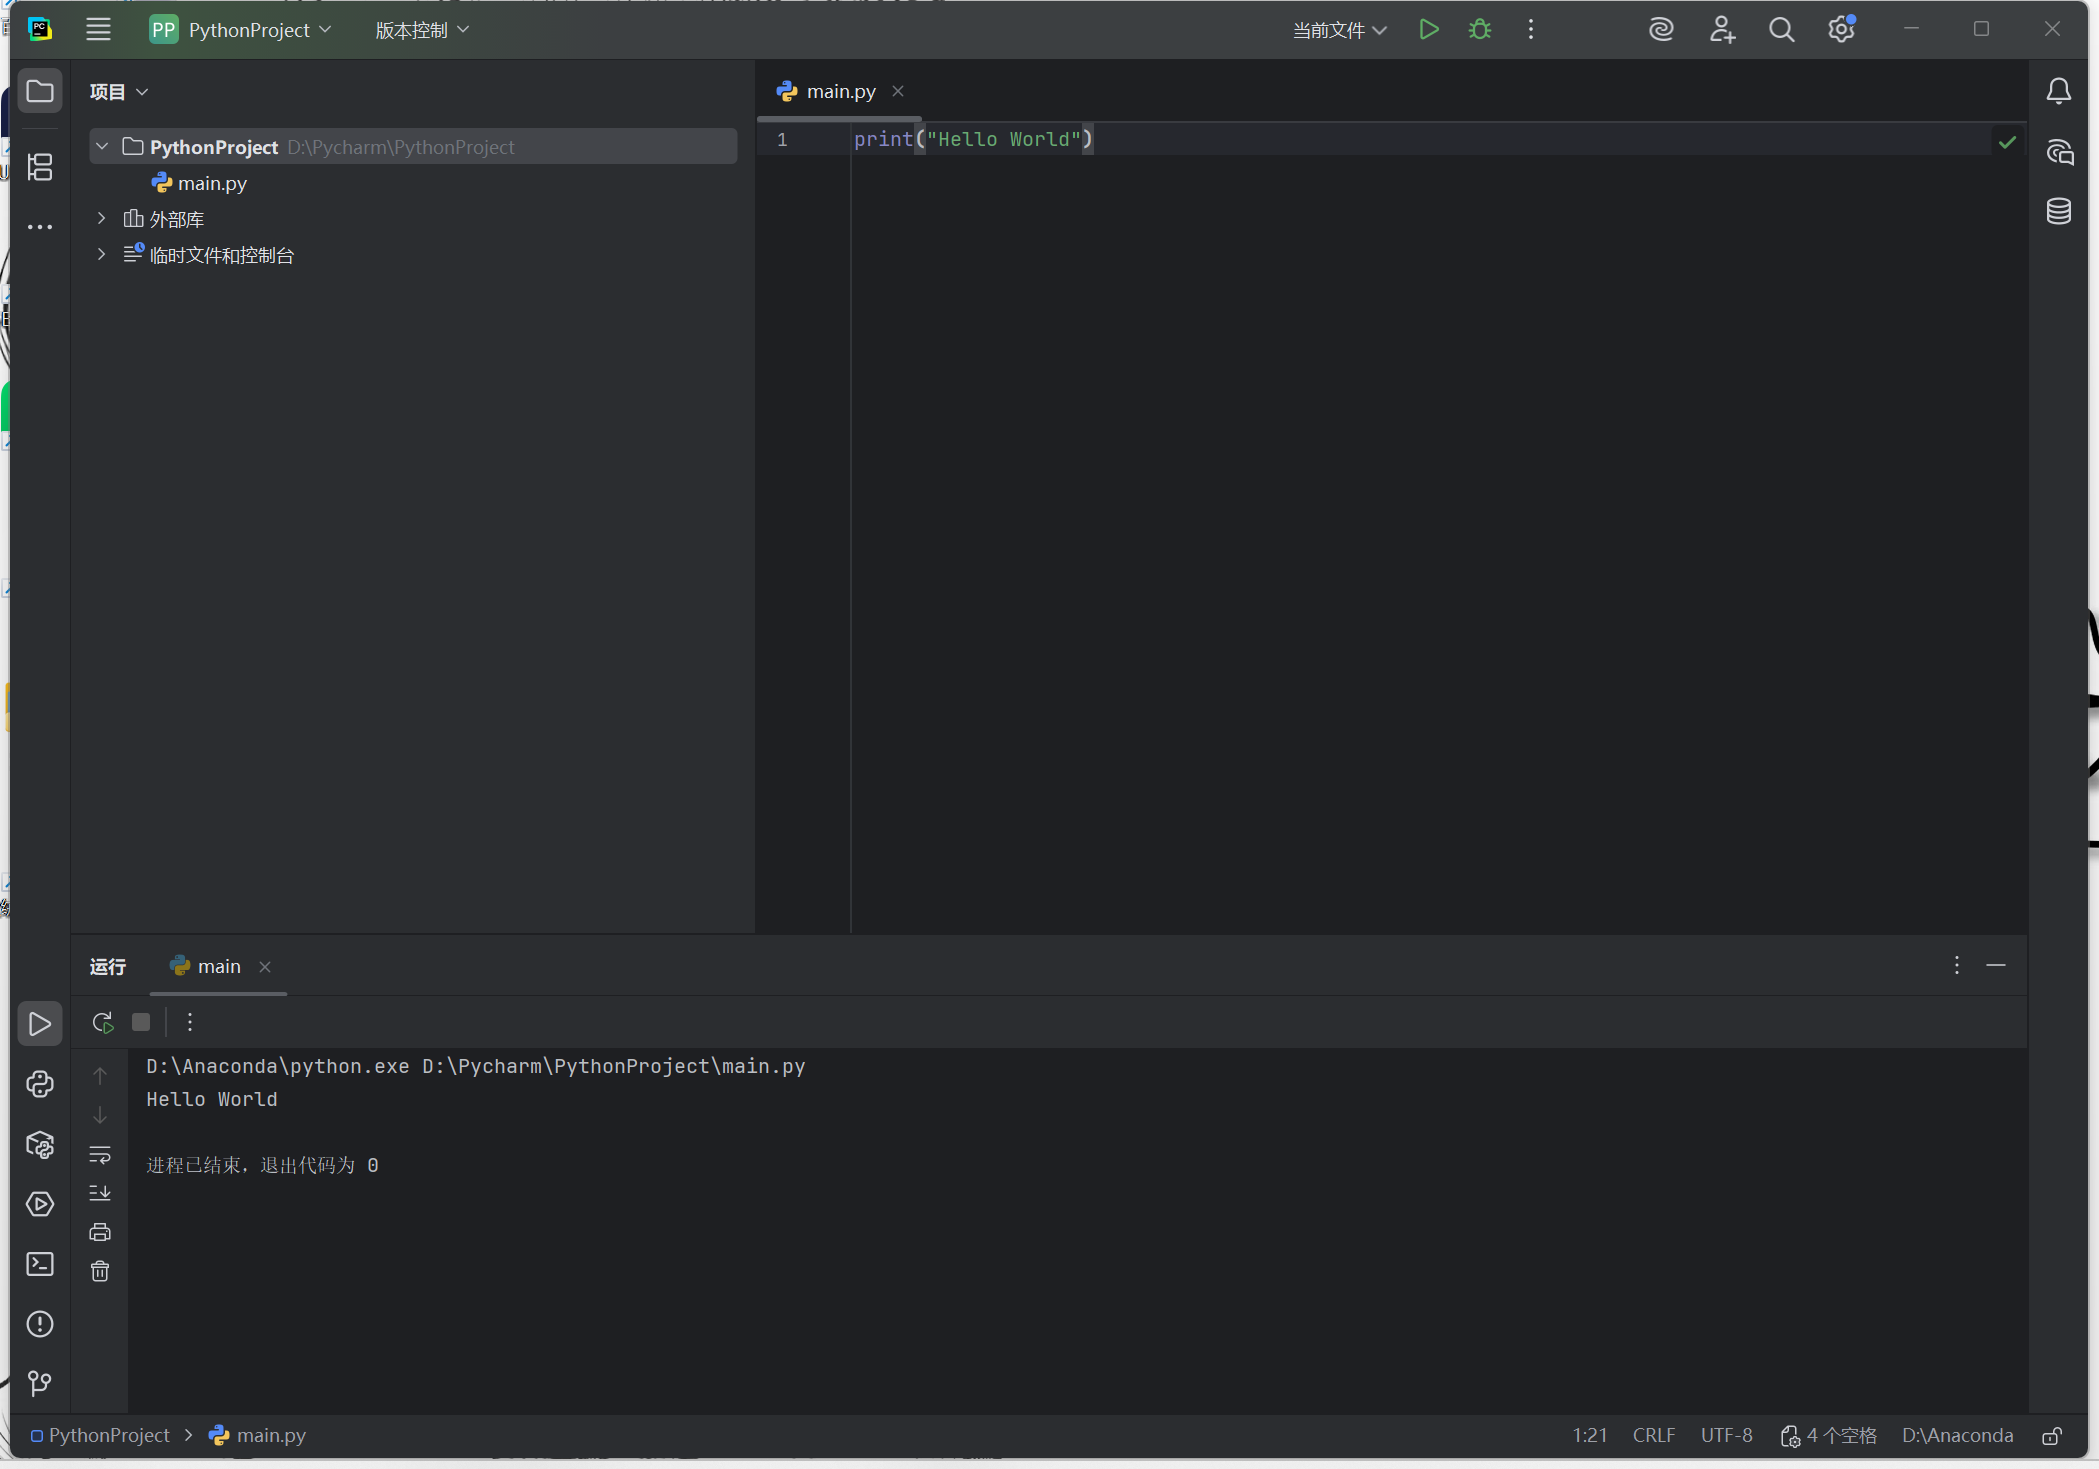 PP PythonProject 版本控制 当前文件
项目
main.py
PythonProject D:\Pycharm\PythonProject
main.py
外部库
临时文件和控制台
1 print("Hello World")
运行 main
D:\Anaconda\python.exe D:\Pycharm\PythonProject\main.py
Hello World
进程已结束，退出代码为 0
PythonProject > main.py
1:21 CRLF UTF-8 4 个空格 D:\Anaconda